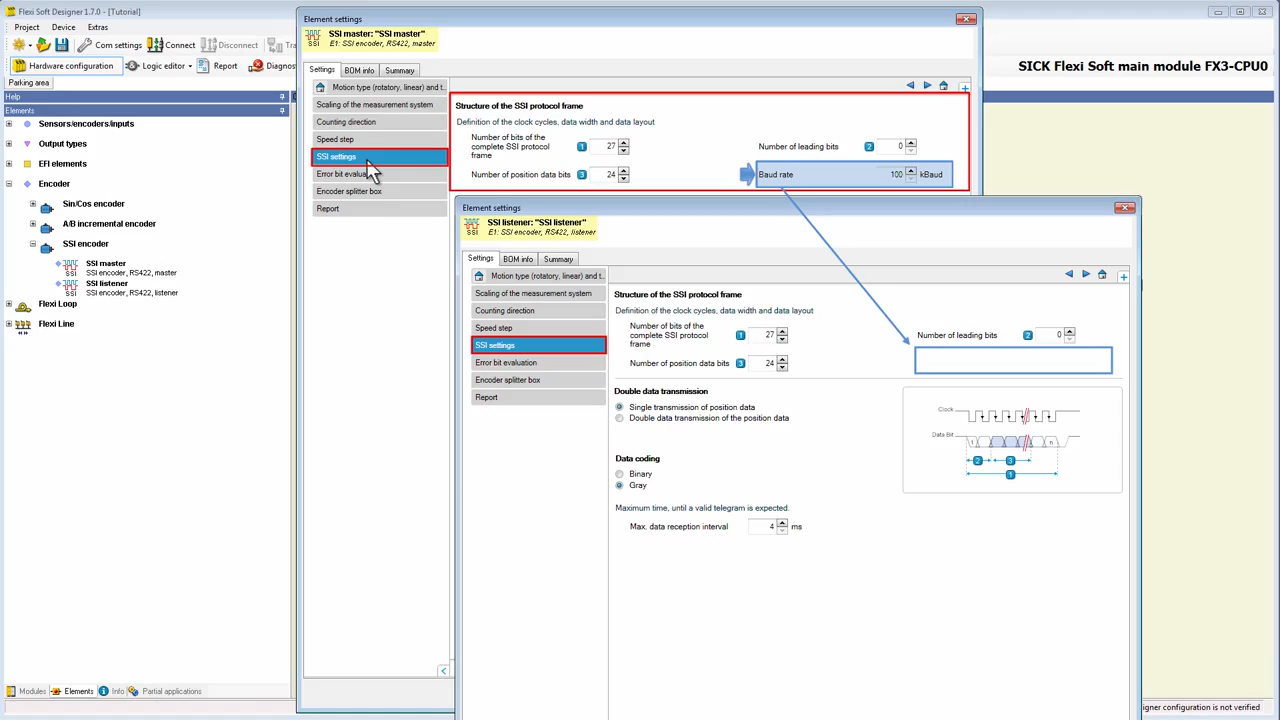 Flexi Soft Designer 1.7.0 - [Tutorial]
Project Device Extras
Com settings Connect Disconnect
Hardware configuration Logic editor Report
SICK Flexi Soft main module FX3-CPU0
Parking area
Help
Elements
Sensors/encoders/inputs
Output types
EFI elements
Encoder
Sin/Cos encoder
A/B incremental encoder
SSI encoder
SSI master
SSI encoder, RS422, master
SSI listener
SSI encoder, RS422, listener
Flexi Loop
Flexi Line
Modules Elements Info Partial applications
Element settings
SSI
SSI master: "SSI master"
E1: SSI encoder, RS422, master
Settings BOM info Summary
Motion type (rotatory, linear) and t..
Scaling of the measurement system
Counting direction
Speed step
SSI settings
Encoder splitter box
Report
Structure of the SSI protocol frame
Definition of the clock cycles, data width and data layout
Number of bits of the
complete SSI protocol
frame
1 27
Number of leading bits 2 0
Number of position data bits 3 24
Baud rate 100 kBaud
Element settings
SSI
SSI listener: "SSI listener"
E1: SSI encoder, RS422, listener
Settings BOM info Summary
Motion type (rotatory, linear) and t..
Scaling of the measurement system
Counting direction
Speed step
SSI settings
Error bit evaluation
Encoder splitter box
Report
Structure of the SSI protocol frame
Definition of the clock cycles, data width and data layout
Number of bits of the
complete SSI protocol
frame
1 27
Number of leading bits 2 0
Number of position data bits 3 24
Double data transmission
Single transmission of position data
Double data transmission of the position data
Data coding
Binary
Gray
Maximum time, until a valid telegram is expected.
Max. data reception interval 4 ms
Clock
Data Bit 1 n
2 3
1
igner configuration is not verified